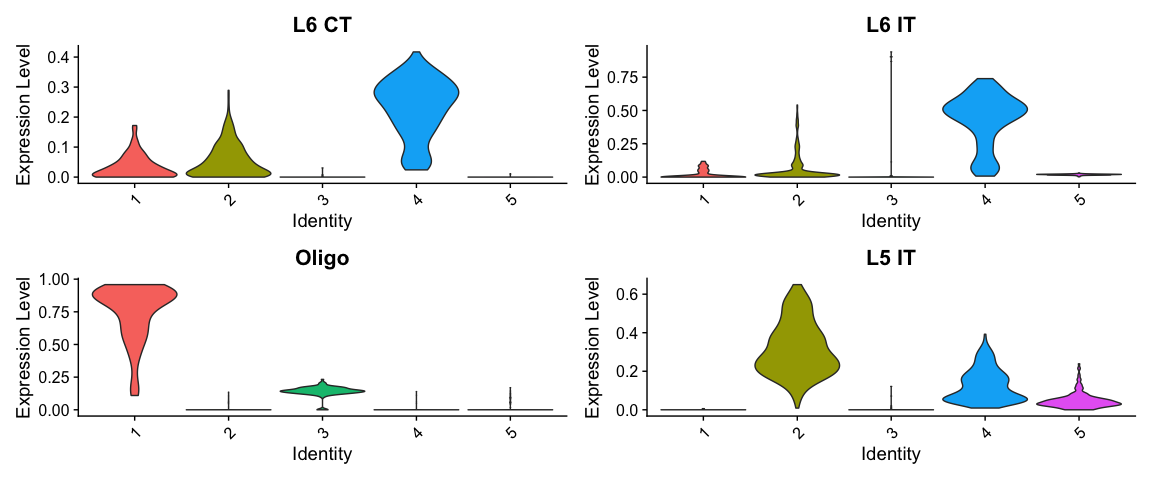 L6 CT
Expression Level
0.4
0.3
0.2
0.1
0.0
1 2 3 4 5
Identity
L6 IT
Expression Level
0.75
0.50
0.25
0.00
1 2 3 4 5
Identity
Oligo
Expression Level
1.00
0.75
0.50
0.25
0.00
1 2 3 4 5
Identity
L5 IT
Expression Level
0.6
0.4
0.2
0.0
1 2 3 4 5
Identity